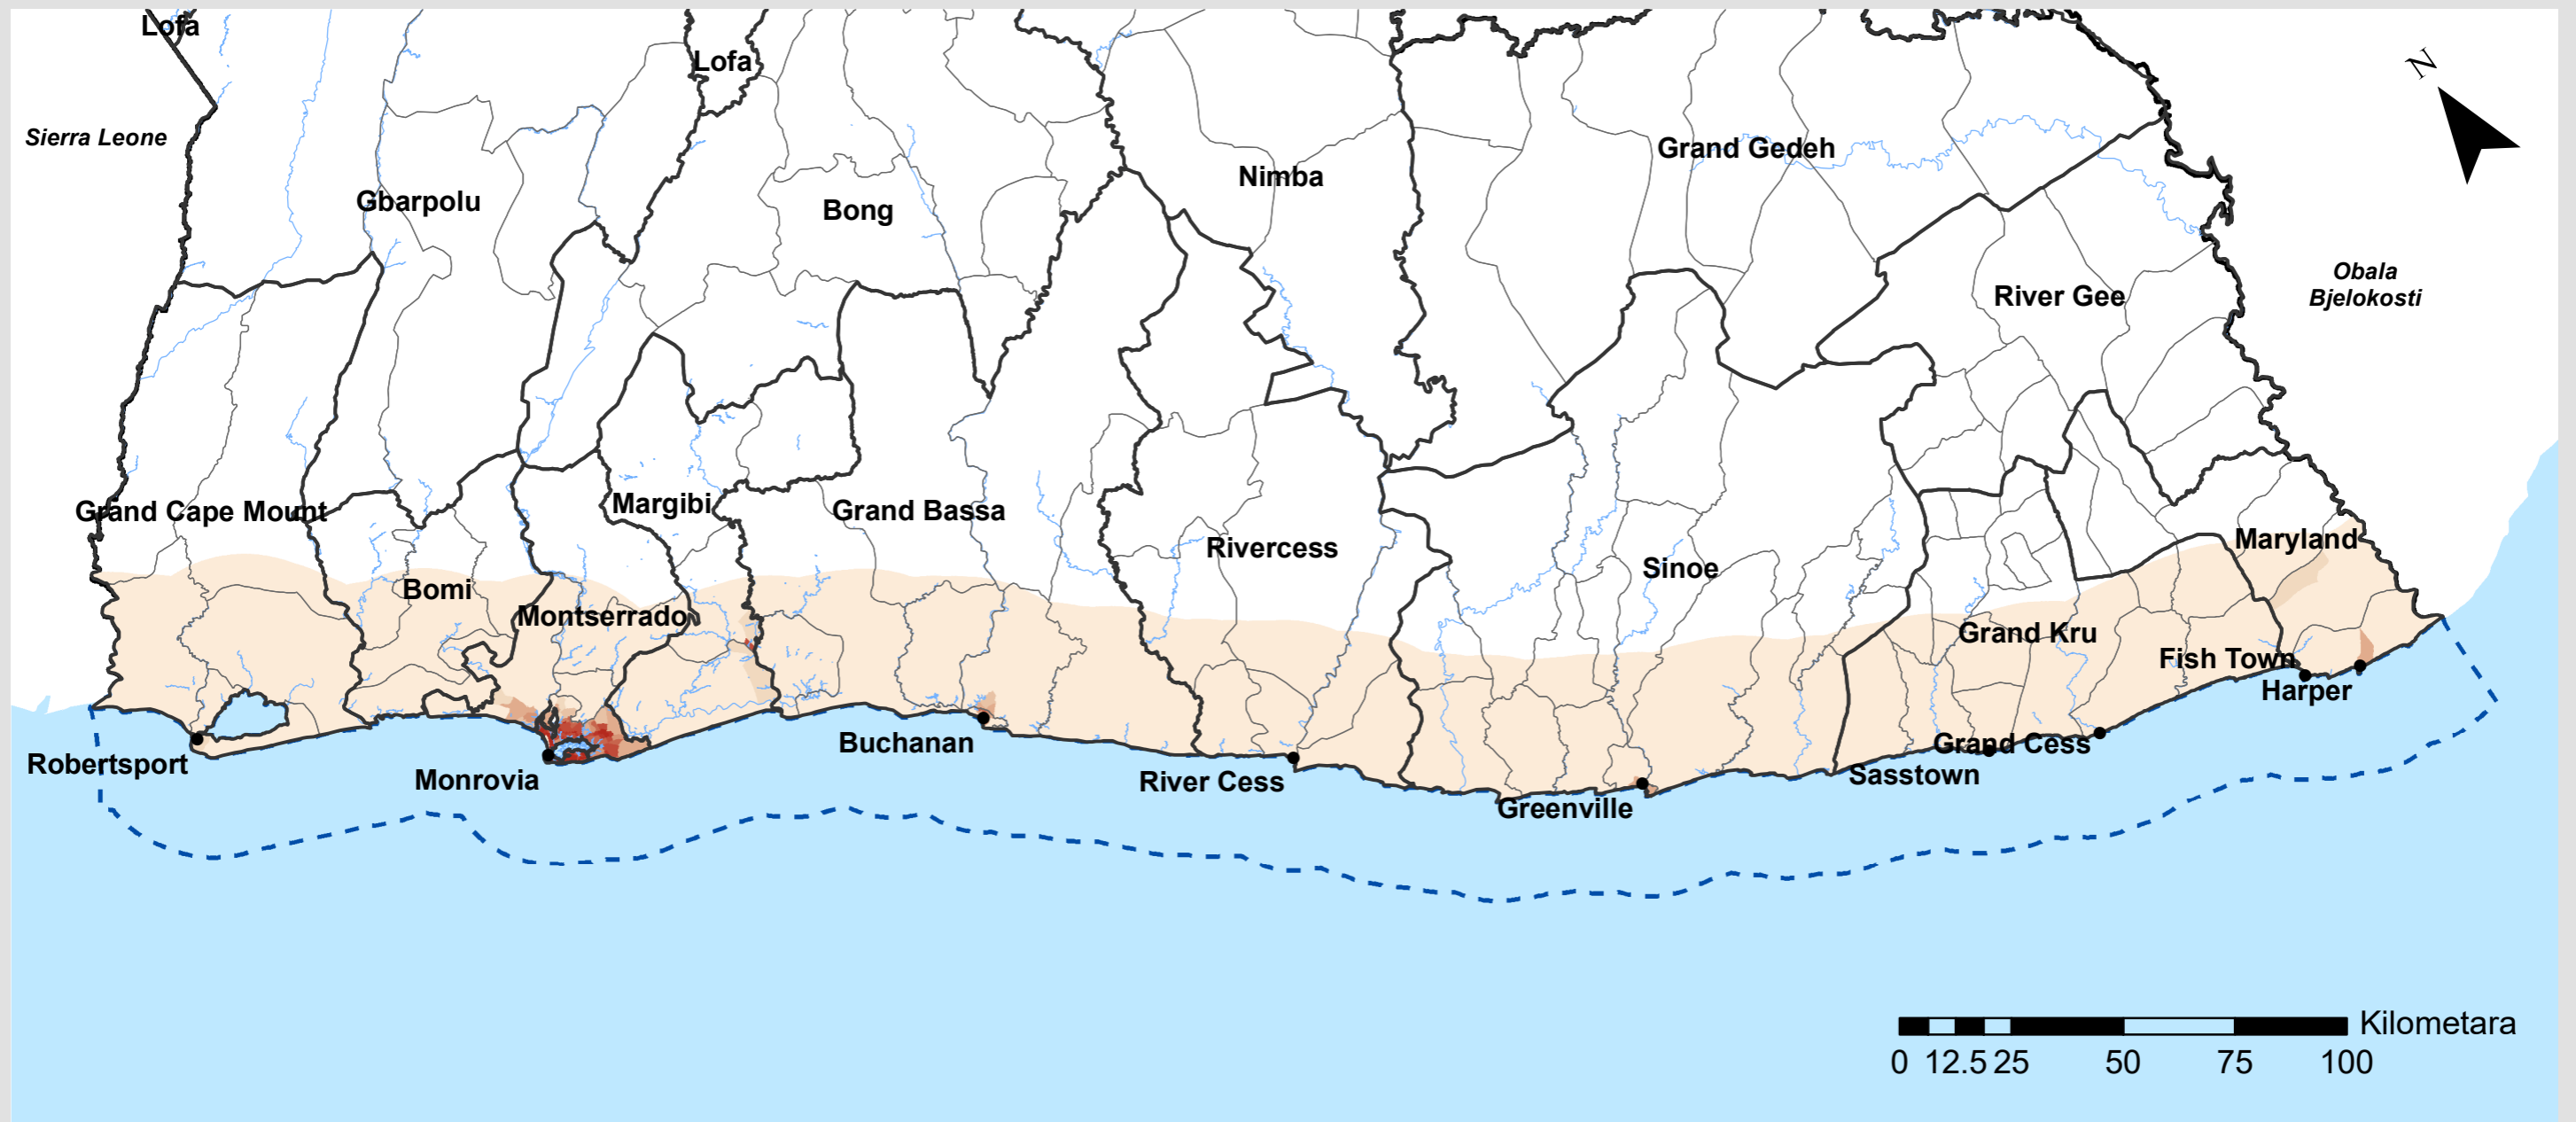 Lofa
Lofa
N
Sierra Leone
Grand Gedeh
Nimba
Gbarpolu
Bong
Obala
Bjelokosti
River Gee
Grand Cape Mount
Margibi
Grand Bassa
Rivercess
Maryland
Sinoe
Bomi
Montserrado
Grand Kru
Fish Town
Harper
Buchanan
Grand Cess
Robertsport
Monrovia
River Cess
Sasstown
Greenville
Kilometara
0 12.5 25 50 75 100